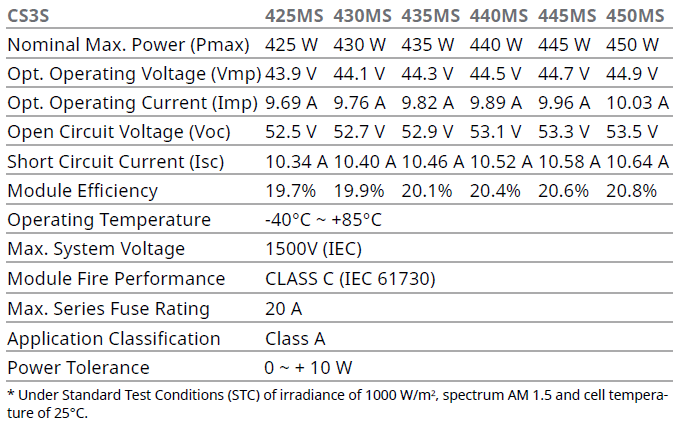 CS3S 425MS 430MS 435MS 440MS 445MS 450MS
Nominal Max. Power (Pmax) 425 W 430 W 435 W 440 W 445 W 450 W
Opt. Operating Voltage (Vmp) 43.9 V 44.1 V 44.3 V 44.5 V 44.7 V 44.9 V
Opt. Operating Current (Imp) 9.69 A 9.76 A 9.82 A 9.89 A 9.96 A 10.03 A
Open Circuit Voltage (Voc) 52.5 V 52.7 V 52.9 V 53.1 V 53.3 V 53.5 V
Short Circuit Current (Isc) 10.34 A 10.40 A 10.46 A 10.52 A 10.58 A 10.64 A
Module Efficiency 19.7% 19.9% 20.1% 20.4% 20.6% 20.8%
Operating Temperature -40°C ~ +85°C
Max. System Voltage 1500V (IEC)
Module Fire Performance CLASS C (IEC 61730)
Max. Series Fuse Rating 20 A
Application Classification Class A
Power Tolerance 0 ~ + 10 W
* Under Standard Test Conditions (STC) of irradiance of 1000 W/m², spectrum AM 1.5 and cell tempera-
ture of 25°C.